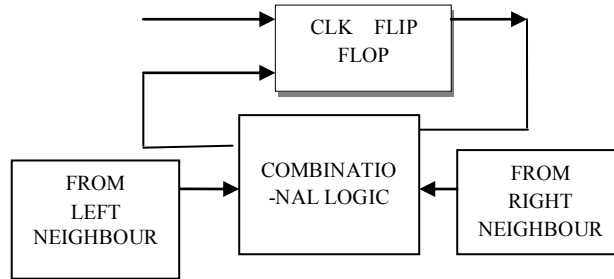 CLK FLIP
FLOP
COMBINATIO
-NAL LOGIC
FROM
LEFT
NEIGHBOUR
FROM
RIGHT
NEIGHBOUR